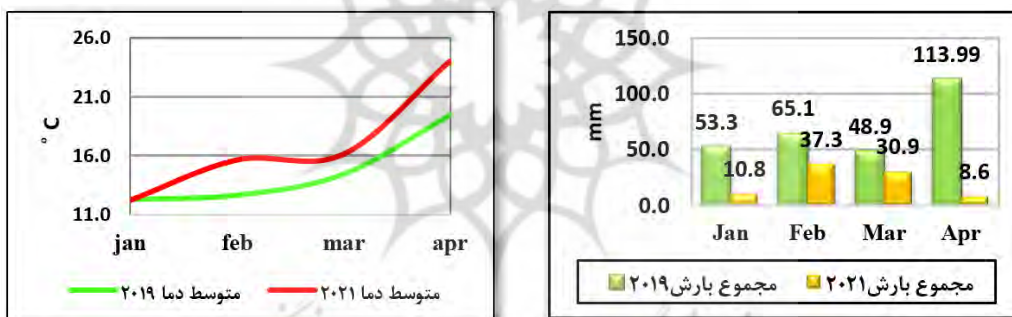 26.0
21.0
16.0
11.0
° C
jan feb mar apr
متوسط دما ۲۰۱۹ متوسط دما ۲۰۲۱
150.0
100.0
50.0
0.0
mm
53.3 65.1 48.9 113.99
10.8 37.3 30.9 8.6
Jan Feb Mar Apr
مجموع بارش۲۰۱۹ مجموع بارش۲۰۲۱